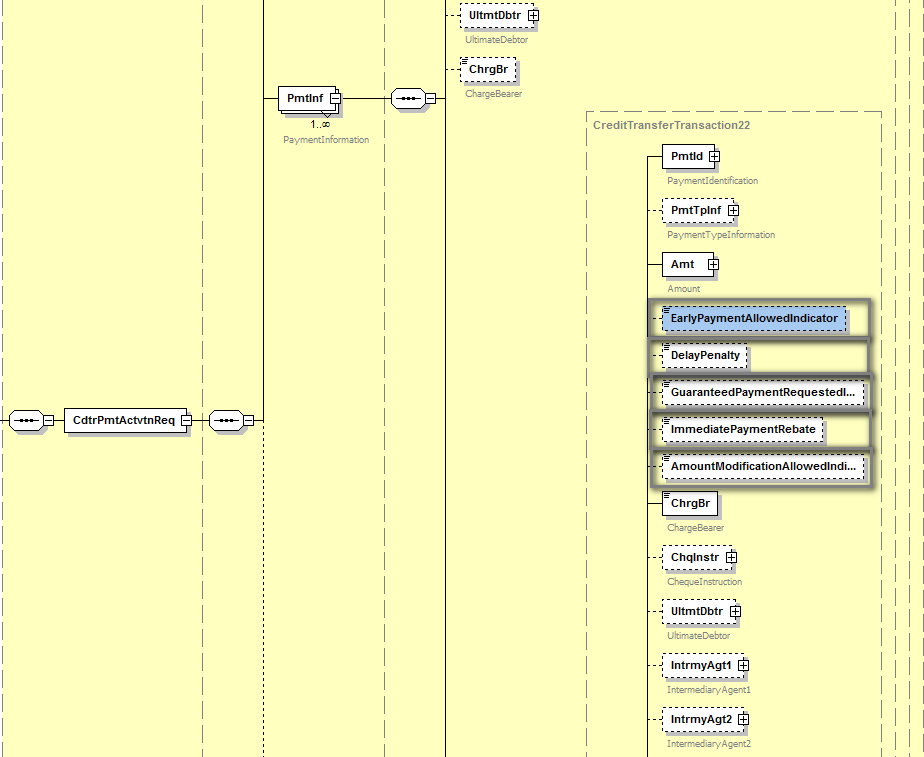 UltmtDbtr
UltimateDebtor
ChrgBr
ChargeBearer
PmtInf
1..∞
PaymentInformation
CreditTransferTransaction22
PmtId
PaymentIdentification
PmtTpInf
PaymentTypeInformation
Amt
Amount
EarlyPaymentAllowedIndicator
DelayPenalty
GuaranteedPaymentRequestedI...
ImmediatePaymentRebate
AmountModificationAllowedIndi...
CdtrPmtActvtnReq
ChrgBr
ChargeBearer
ChqInstr
ChequeInstruction
UltmtDbtr
UltimateDebtor
IntrmyAgt1
IntermediaryAgent1
IntrmyAgt2
IntermediaryAgent2